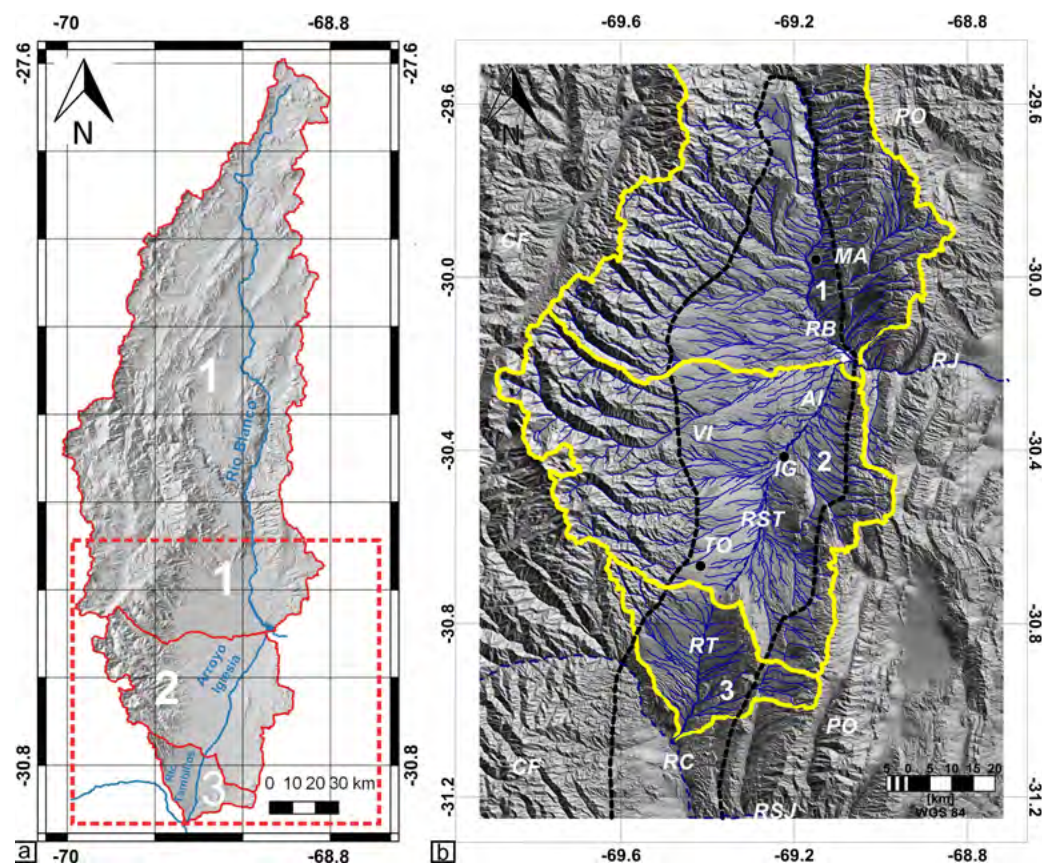 -70
-68.8
-27.6
-27.6
N
1
Río Blanco
1
Arroyo
Iglesia
2
3
-30.8
-30.8
0 10 20 30 km
-70
-68.8
a
-69.6
-69.2
-68.8
-29.6
-29.6
N
PO
CF
MA
-30.0
-30.0
1
RB
RJ
AI
VI
-30.4
-30.4
IG
2
RST
TO
-30.8
-30.8
RT
3
PO
RC
CF
5 0 5 10 15 20
[km]
WGS 84
RSJ
-31.2
-31.2
b
-69.6
-69.2
-68.8